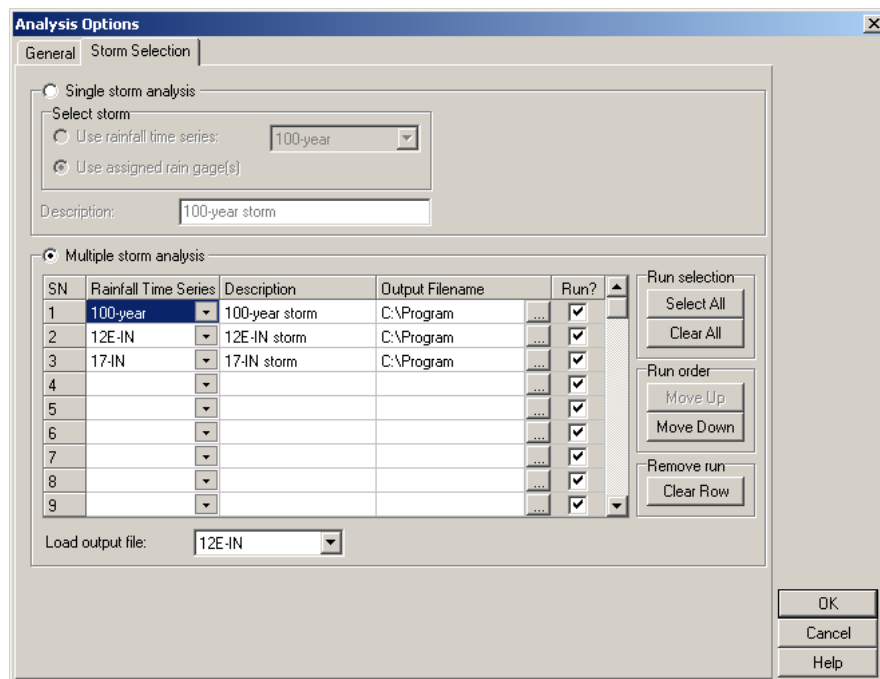 Analysis Options
General Storm Selection
Single storm analysis
Select storm
Use rainfall time series: 100-year
Use assigned rain gage(s)
Description: 100-year storm
Multiple storm analysis
SN Rainfall Time Series Description Output Filename Run?
1 100-year 100-year storm C:\Program ...
2 12E-IN 12E-IN storm C:\Program ...
3 17-IN 17-IN storm C:\Program ...
4 ...
5 ...
6 ...
7 ...
8 ...
9 ...
Load output file: 12E-IN
Run selection
Select All
Clear All
Run order
Move Up
Move Down
Remove run
Clear Row
OK
Cancel
Help